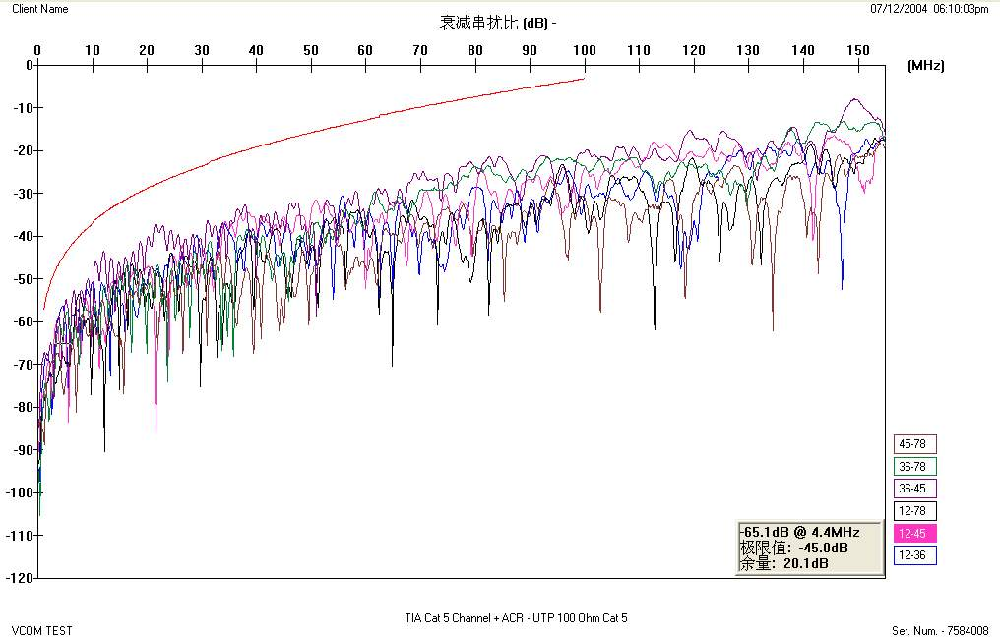 Client Name
07/12/2004 06:10:03pm
衰减串扰比 (dB) -
0 10 20 30 40 50 60 70 80 90 100 110 120 130 140 150
(MHz)
0
-10
-20
-30
-40
-50
-60
-70
-80
-90
-100
-110
-120
45-78
36-78
36-45
12-78
12-45
12-36
-65.1dB @ 4.4MHz
极限值: -45.0dB
余量: 20.1dB
TIA Cat 5 Channel + ACR - UTP 100 Ohm Cat 5
VCOM TEST
Ser. Num. - 7584008